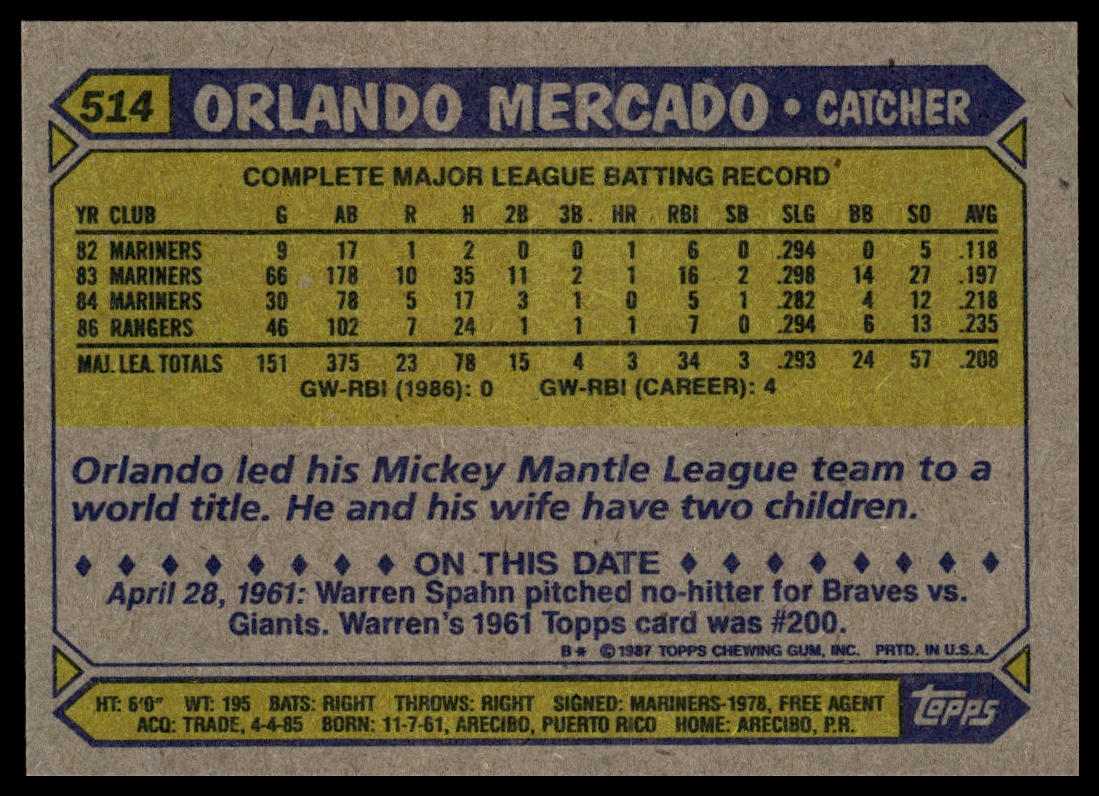 514 ORLANDO MERCADO • CATCHER
COMPLETE MAJOR LEAGUE BATTING RECORD
YR CLUB G AB R H 2B 3B HR RBI SB SLG BB SO AVG
82 MARINERS 9 17 1 2 0 0 1 6 0 .294 0 5 .118
83 MARINERS 66 178 10 35 11 2 1 16 2 .298 14 27 .197
84 MARINERS 30 78 5 17 3 1 0 5 1 .282 4 12 .218
86 RANGERS 46 102 7 24 1 1 1 7 0 .294 6 13 .235
MAJ. LEA. TOTALS 151 375 23 78 15 4 3 34 3 .293 24 57 .208
GW-RBI (1986): 0 GW-RBI (CAREER): 4
Orlando led his Mickey Mantle League team to a
world title. He and his wife have two children.
♦ ♦ ♦ ♦ ♦ ♦ ♦ ♦ ON THIS DATE ♦ ♦ ♦ ♦ ♦ ♦ ♦ ♦
April 28, 1961: Warren Spahn pitched no-hitter for Braves vs.
Giants. Warren's 1961 Topps card was #200.
B* ©1987 TOPPS CHEWING GUM, INC. PRTD. IN U.S.A.
HT: 6'0" WT: 195 BATS: RIGHT THROWS: RIGHT SIGNED: MARINERS-1978, FREE AGENT
ACQ: TRADE, 4-4-85 BORN: 11-7-61, ARECIBO, PUERTO RICO HOME: ARECIBO, P.R.
Topps